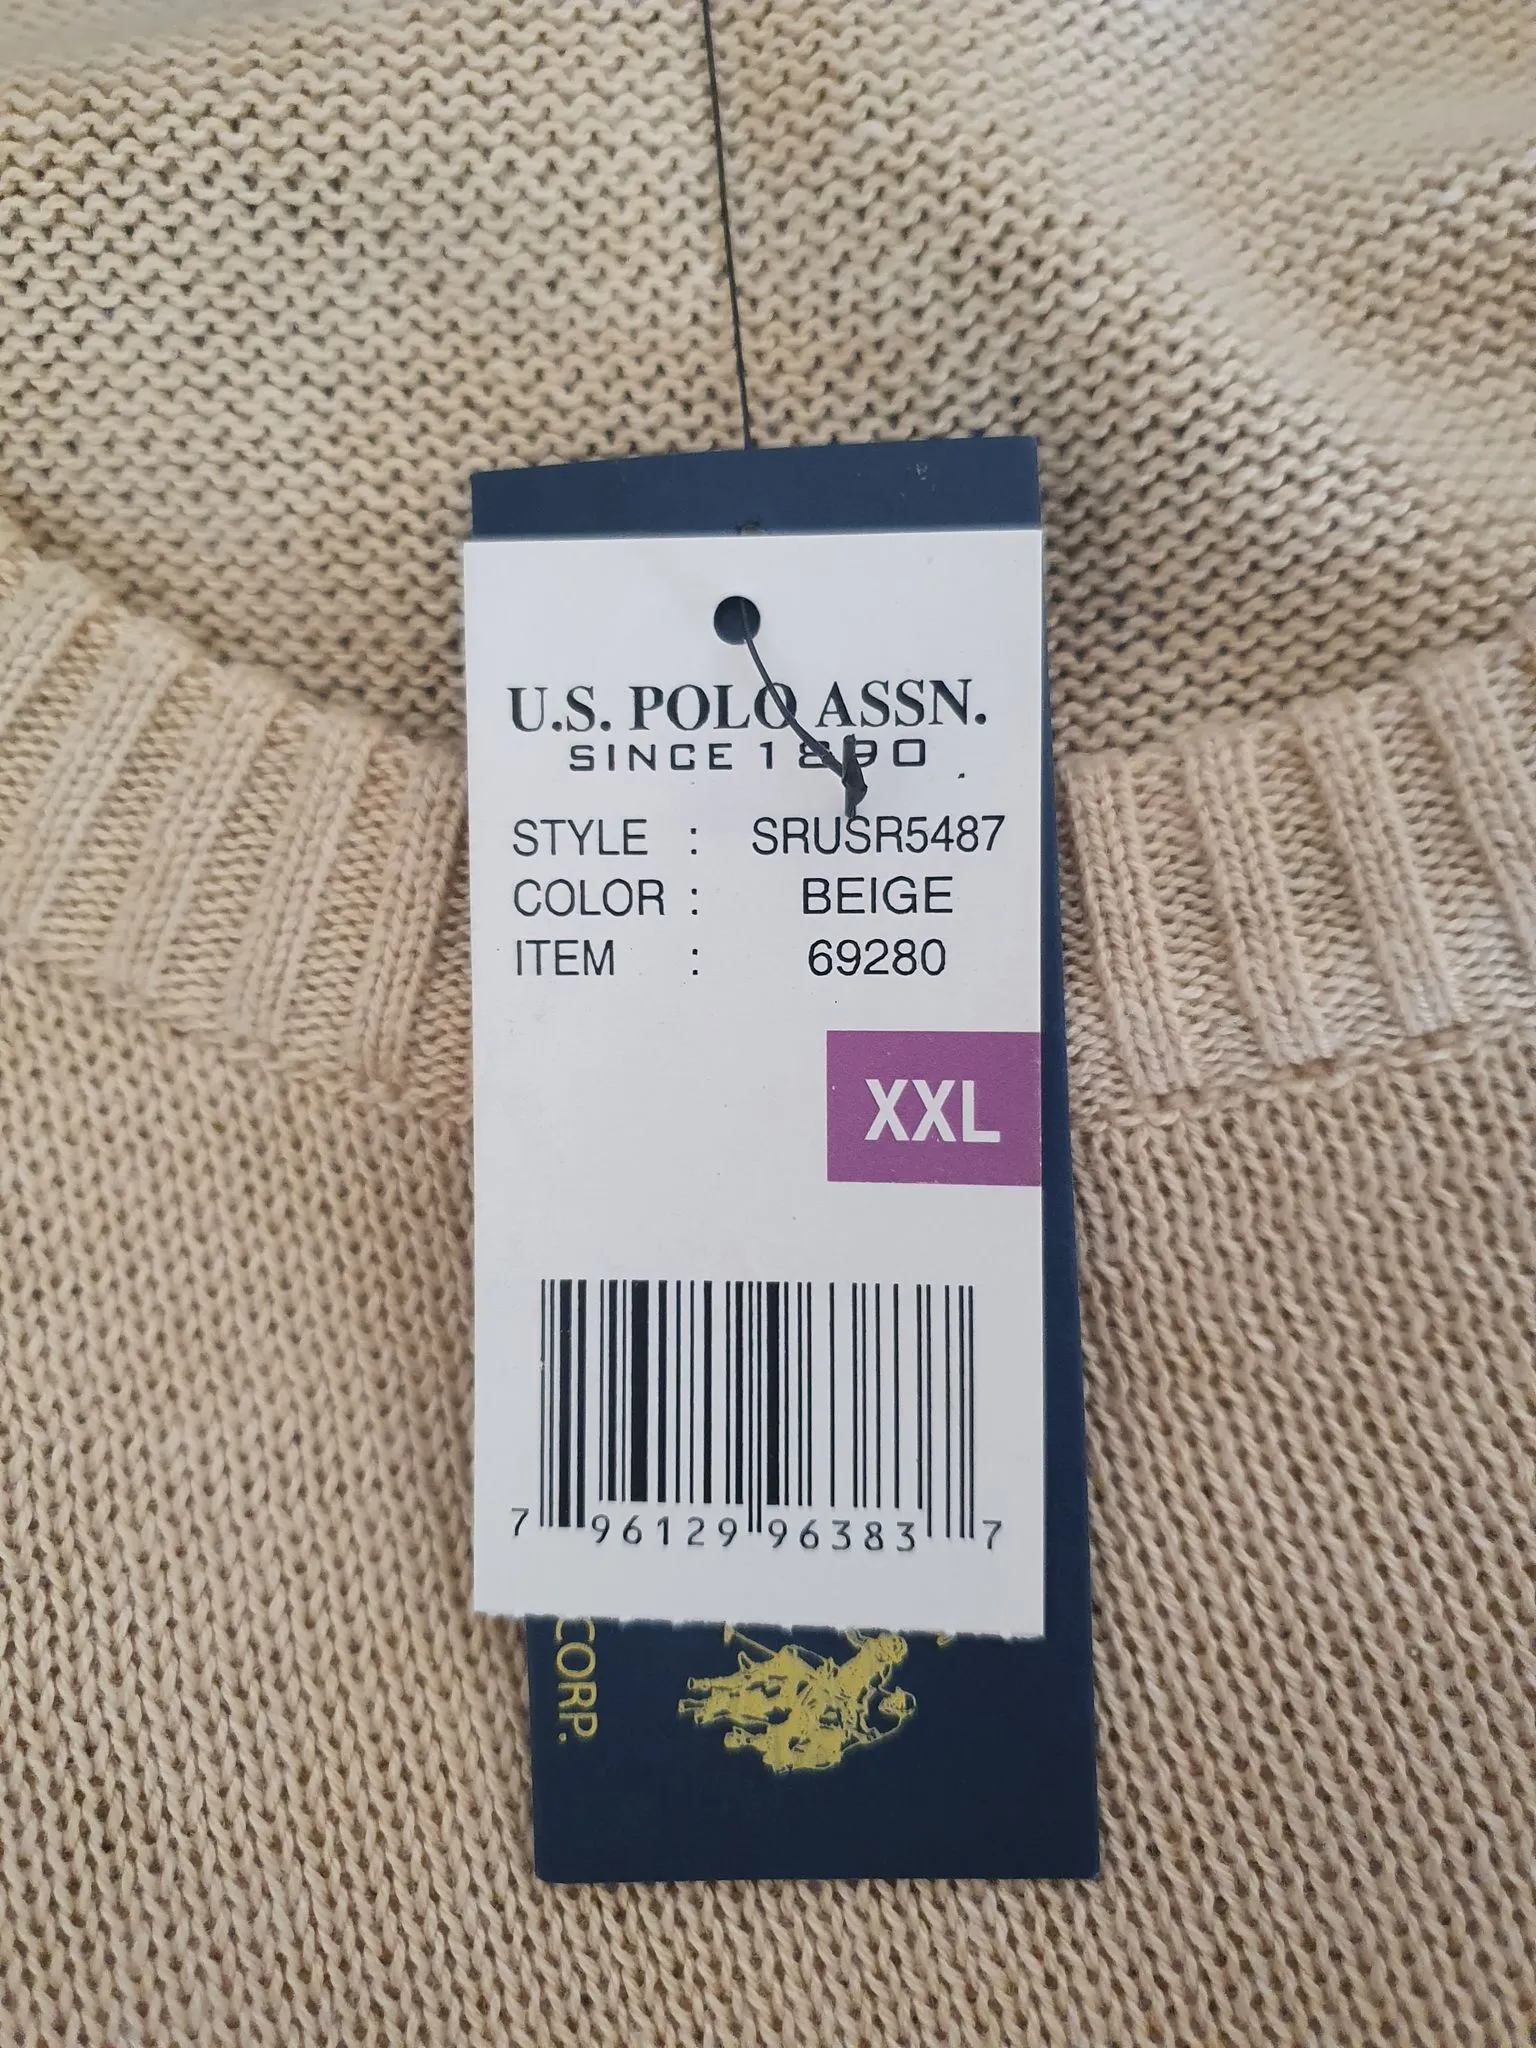 U.S. POLO ASSN.
SINCE 1890
STYLE : SRUSR5487
COLOR : BEIGE
ITEM : 69280
XXL
7 96129 96383 7
CORP.